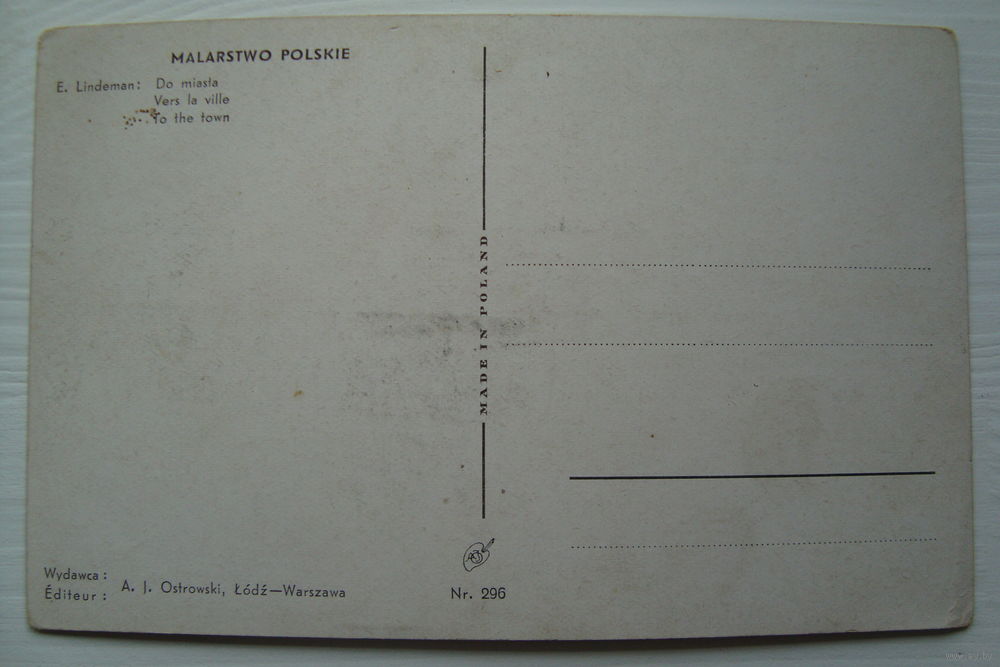 MALARSTWO POLSKIE
E. Lindeman: Do miasta
Vers la ville
To the town
MADE IN POLAND
Wydawca:
Éditeur: A. J. Ostrowski, Łódź—Warszawa
Nr. 296